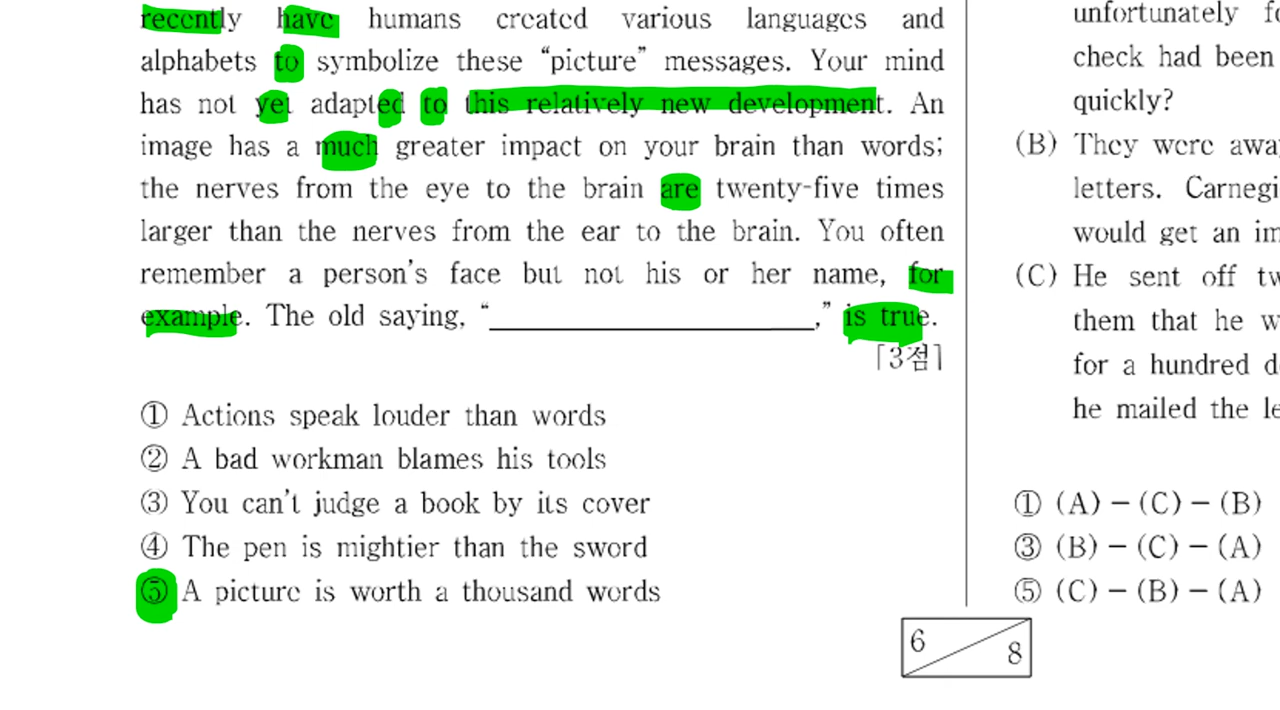 recently have humans created various languages and
alphabets to symbolize these “picture” messages. Your mind
has not yet adapted to this relatively new development. An
image has a much greater impact on your brain than words;
the nerves from the eye to the brain are twenty-five times
larger than the nerves from the ear to the brain. You often
remember a person’s face but not his or her name, for
example. The old saying, “ ,” is true.
[3점]
① Actions speak louder than words
② A bad workman blames his tools
③ You can’t judge a book by its cover
④ The pen is mightier than the sword
⑤ A picture is worth a thousand words
unfortunately
check had been
quickly?
(B) They were
letters.
would get an
(C) He sent off
them that he
for a hundred
he mailed the
① (A) – (C) – (B)
③ (B) – (C) – (A)
⑤ (C) – (B) – (A)
6
8